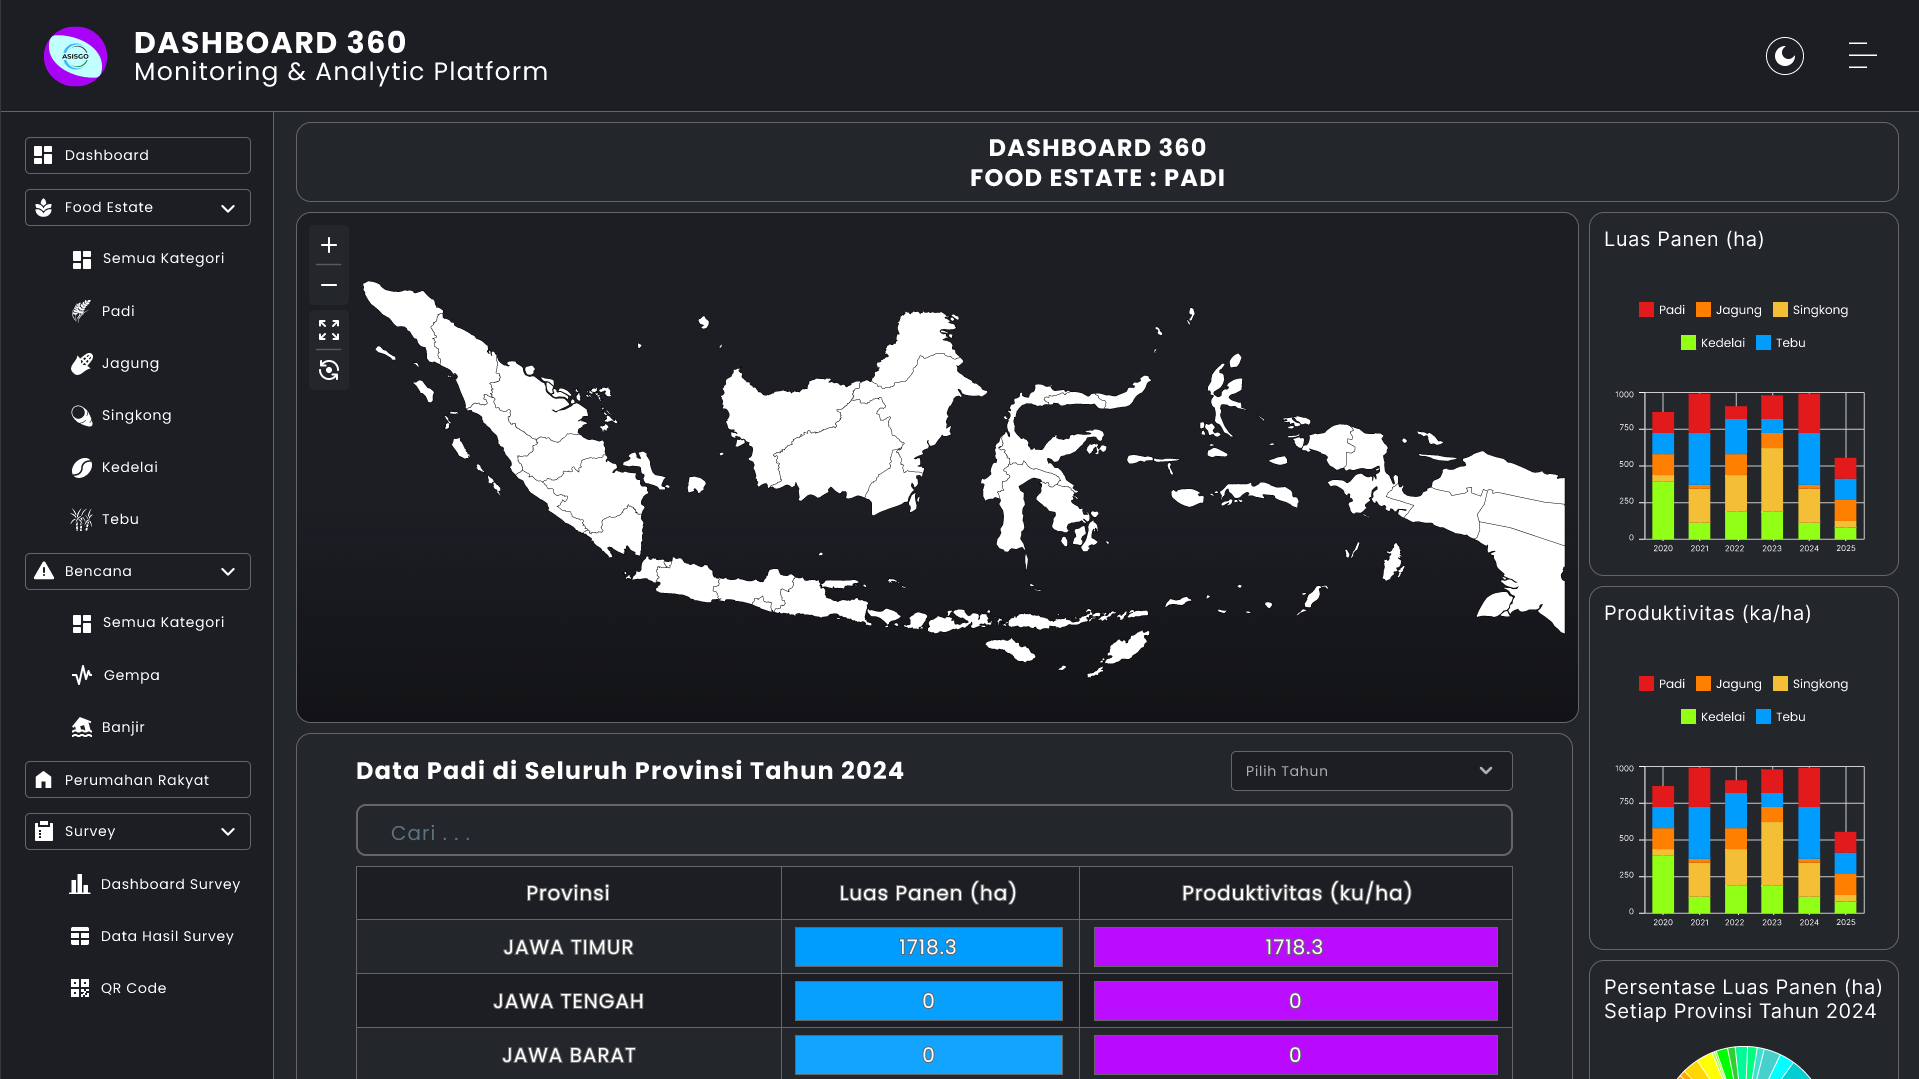 ASISGO
DASHBOARD 360
Monitoring & Analytic Platform
Dashboard
Food Estate
Semua Kategori
Padi
Jagung
Singkong
Kedelai
Tebu
Bencana
Semua Kategori
Gempa
Banjir
Perumahan Rakyat
Survey
Dashboard Survey
Data Hasil Survey
QR Code
DASHBOARD 360
FOOD ESTATE : PADI
Data Padi di Seluruh Provinsi Tahun 2024
Pilih Tahun
Cari . . .
Provinsi Luas Panen (ha) Produktivitas (ku/ha)
JAWA TIMUR 1718.3 1718.3
JAWA TENGAH 0 0
JAWA BARAT 0 0
Luas Panen (ha)
Padi Jagung Singkong
Kedelai Tebu
1000
750
500
250
0
2020 2021 2022 2023 2024 2025
Produktivitas (ka/ha)
Padi Jagung Singkong
Kedelai Tebu
1000
750
500
250
0
2020 2021 2022 2023 2024 2025
Persentase Luas Panen (ha)
Setiap Provinsi Tahun 2024